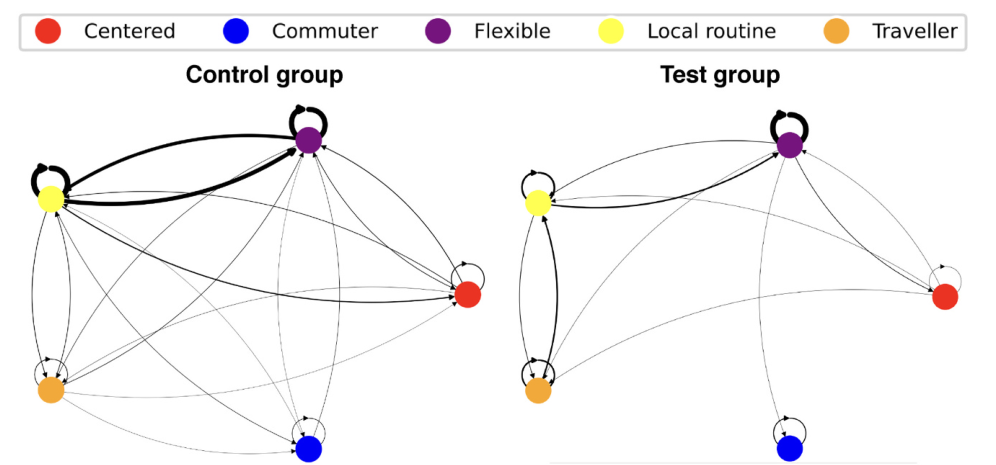 Centered Commuter Flexible Local routine Traveller
Control group Test group